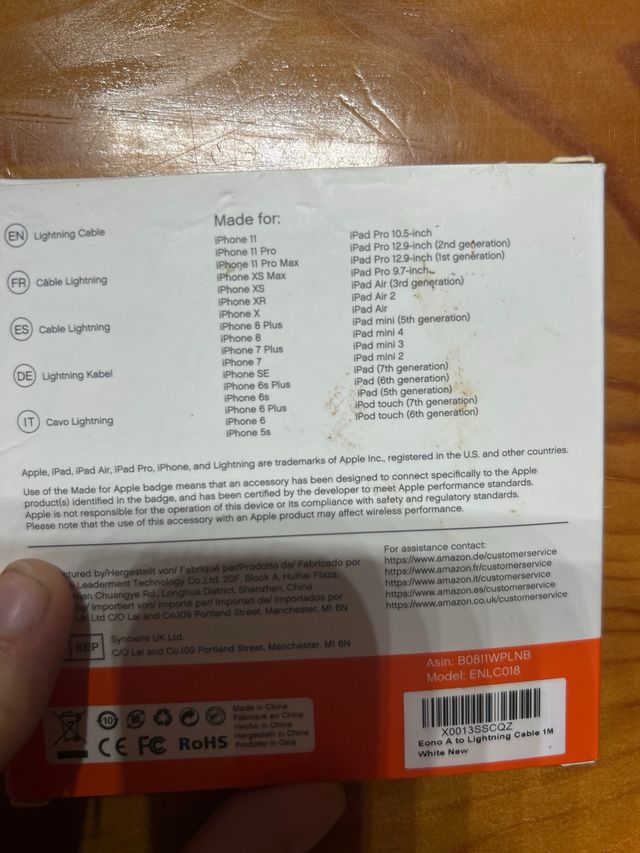 EN Lightning Cable
FR Câble Lightning
ES Cable Lightning
DE Lightning Kabel
IT Cavo Lightning
Made for:
iPhone 11
iPhone 11 Pro
iPhone 11 Pro Max
iPhone XS Max
iPhone XS
iPhone XR
iPhone X
iPhone 8 Plus
iPhone 8
iPhone 7 Plus
iPhone 7
iPhone SE
iPhone 6s Plus
iPhone 6s
iPhone 6 Plus
iPhone 6
iPhone 5s
iPad Pro 10.5-inch
iPad Pro 12.9-inch (2nd generation)
iPad Pro 12.9-inch (1st generation)
iPad Pro 9.7-inch
iPad Air (3rd generation)
iPad Air 2
iPad Air
iPad mini (5th generation)
iPad mini 4
iPad mini 3
iPad mini 2
iPad (7th generation)
iPad (6th generation)
iPad (5th generation)
iPod touch (7th generation)
iPod touch (6th generation)
Apple, iPad, iPad Air, iPad Pro, iPhone, and Lightning are trademarks of Apple Inc., registered in the U.S. and other countries.
Use of the Made for Apple badge means that an accessory has been designed to connect specifically to the Apple
product(s) identified in the badge, and has been certified by the developer to meet Apple performance standards.
Apple is not responsible for the operation of this device or its compliance with safety and regulatory standards.
Please note that the use of this accessory with an Apple product may affect wireless performance.
by/Hergestellt von/ Fabriqué par/Prodotto da/ Fabricado por
Leaderment Technology Co.,Ltd. 20F, Block A, Huihai Plaza,
Chuangye Rd., Longhua District, Shenzhen, China
Importiert von/ Importé par/ Importati da/ Importados por
UK Ltd C/O Lai and Co.109 Portland Street, Manchester, M1 6N
REP
Syncwire UK Ltd.
C/O Lai and Co.109 Portland Street, Manchester, M1 6N
For assistance contact:
https://www.amazon.de/customerservice
https://www.amazon.fr/customerservice
https://www.amazon.it/customerservice
https://www.amazon.es/customerservice
https://www.amazon.co.uk/customerservice
Asin: B0811WPLNB
Model: ENLC018
10
CE FC RoHS
Made in China
Fabriqué en Chine
Hecho in China
Hergestellt in China
Prodotto in Cina
X0013SSCQZ
Eono A to Lightning Cable 1M
White New